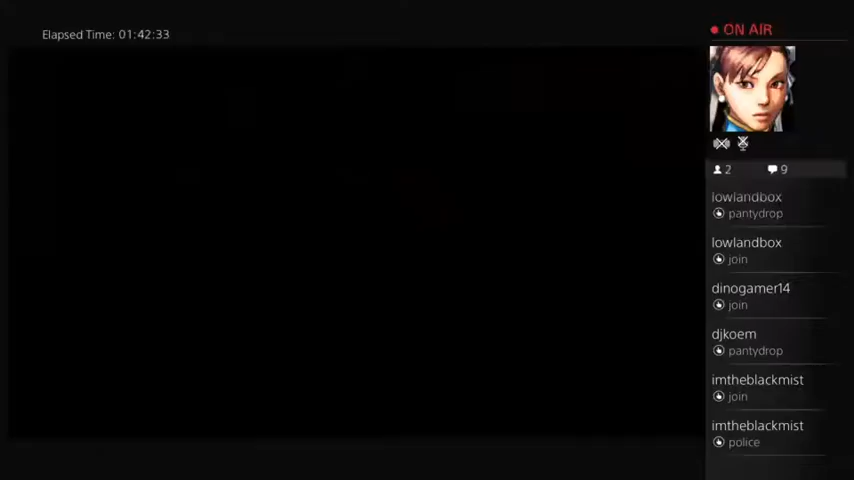 Elapsed Time: 01:42:33
ON AIR
2 9
lowlandbox
pantydrop
lowlandbox
join
dinogamer14
join
djkoem
pantydrop
imtheblackmist
join
imtheblackmist
police